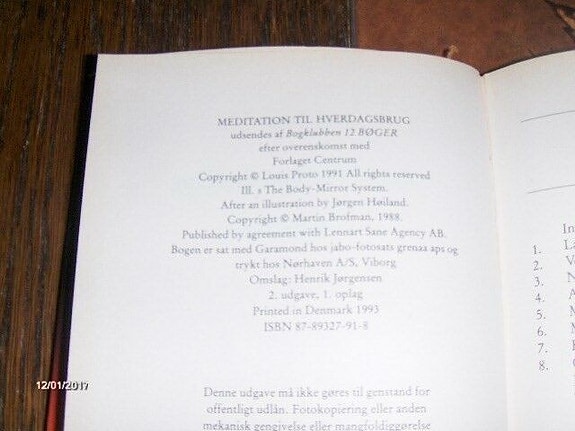 MEDITATION TIL HVERDAGSBRUG
udsendes af Bogklubben 12 BØGER
efter overenskomst med
Forlaget Centrum
Copyright © Louis Proto 1991 All rights reserved
Ill. s The Body-Mirror System.
After an illustration by Jørgen Høiland.
Copyright © Martin Brofman, 1988.
Published by agreement with Lennart Sane Agency AB.
Bogen er sat med Garamond hos jabo-fotosats grenaa aps og
trykt hos Nørhaven A/S, Viborg
Omslag: Henrik Jørgensen
2. udgave, 1. oplag
Printed in Denmark 1993
ISBN 87-89327-91-8
Denne udgave må ikke gøres til genstand for
offentligt udlån. Fotokopiering eller anden
mekanisk gengivelse eller mangfoldiggørelse
In
1. La
2. V
3. N
4. A
5. M
6. M
7.
8.
12/01/2017